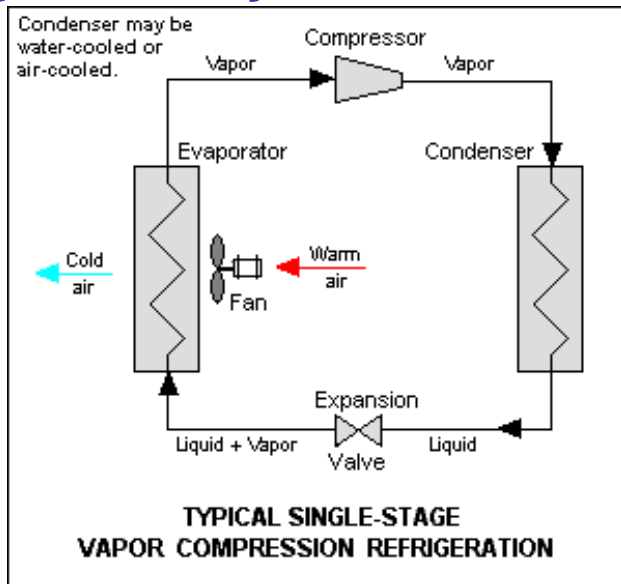 Condenser may be
water-cooled or
air-cooled.
Compressor
Vapor
Vapor
Evaporator
Condenser
Cold
air
Warm
air
Fan
Expansion
Valve
Liquid + Vapor
Liquid
TYPICAL SINGLE-STAGE
VAPOR COMPRESSION REFRIGERATION